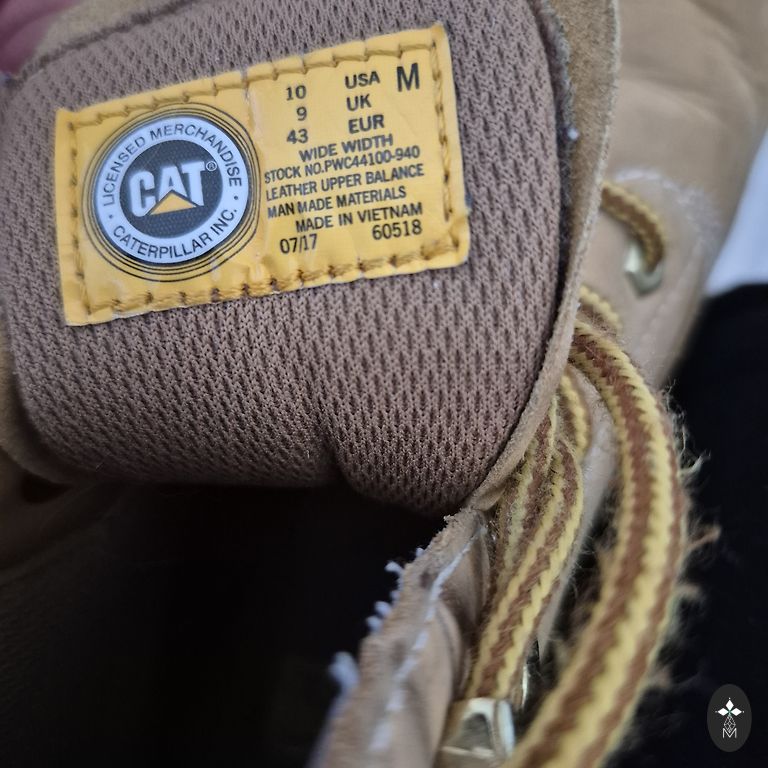 LICENSED MERCHANDISE
CAT®
CATERPILLAR INC.
10 USA M
9 UK
43 EUR
WIDE WIDTH
STOCK NO.PWC44100-940
LEATHER UPPER BALANCE
MAN MADE MATERIALS
MADE IN VIETNAM
07/17 60518
M